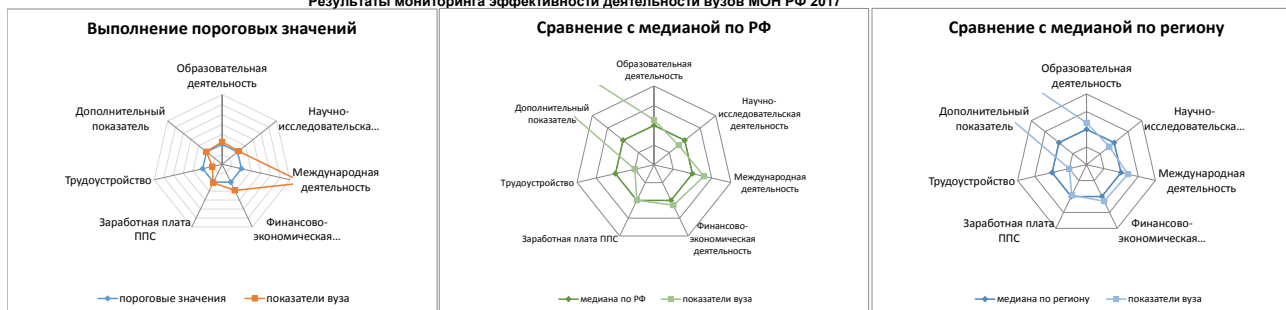 Результаты мониторинга эффективности деятельности вузов МОН РФ 2017
Выполнение пороговых значений
Образовательная
деятельность
Научно-
исследовательска...
Международная
деятельность
Финансово-
экономическая...
Заработная плата
ППС
Трудоустройство
Дополнительный
показатель
пороговые значения
показатели вуза
Сравнение с медианой по РФ
Образовательная
деятельность
Научно-
исследовательская
деятельность
Международная
деятельность
Финансово-
экономическая
деятельность
Заработная плата ППС
Трудоустройство
Дополнительный
показатель
медиана по РФ
показатели вуза
Сравнение с медианой по региону
Образовательная
деятельность
Научно-
исследовательска...
Международная
деятельность
Финансово-
экономическая...
Заработная плата
ППС
Трудоустройство
Дополнительный
показатель
медиана по региону
показатели вуза